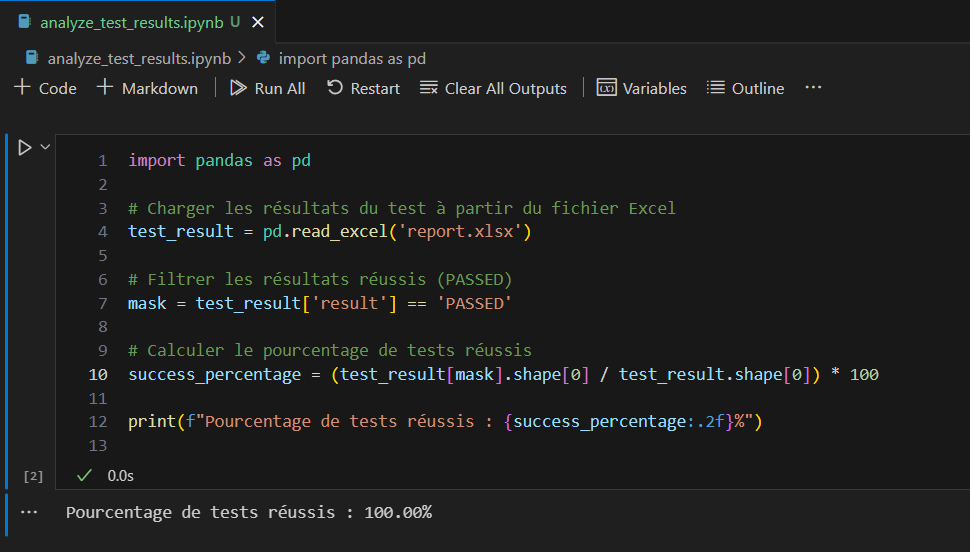 analyze_test_results.ipynb U
analyze_test_results.ipynb > import pandas as pd
+ Code + Markdown Run All Restart Clear All Outputs Variables Outline ...
1 import pandas as pd
2
3 # Charger les résultats du test à partir du fichier Excel
4 test_result = pd.read_excel('report.xlsx')
5
6 # Filtrer les résultats réussis (PASSED)
7 mask = test_result['result'] == 'PASSED'
8
9 # Calculer le pourcentage de tests réussis
10 success_percentage = (test_result[mask].shape[0] / test_result.shape[0]) * 100
11
12 print(f"Pourcentage de tests réussis : {success_percentage:.2f}%")
13
[2] ✓ 0.0s
... Pourcentage de tests réussis : 100.00%